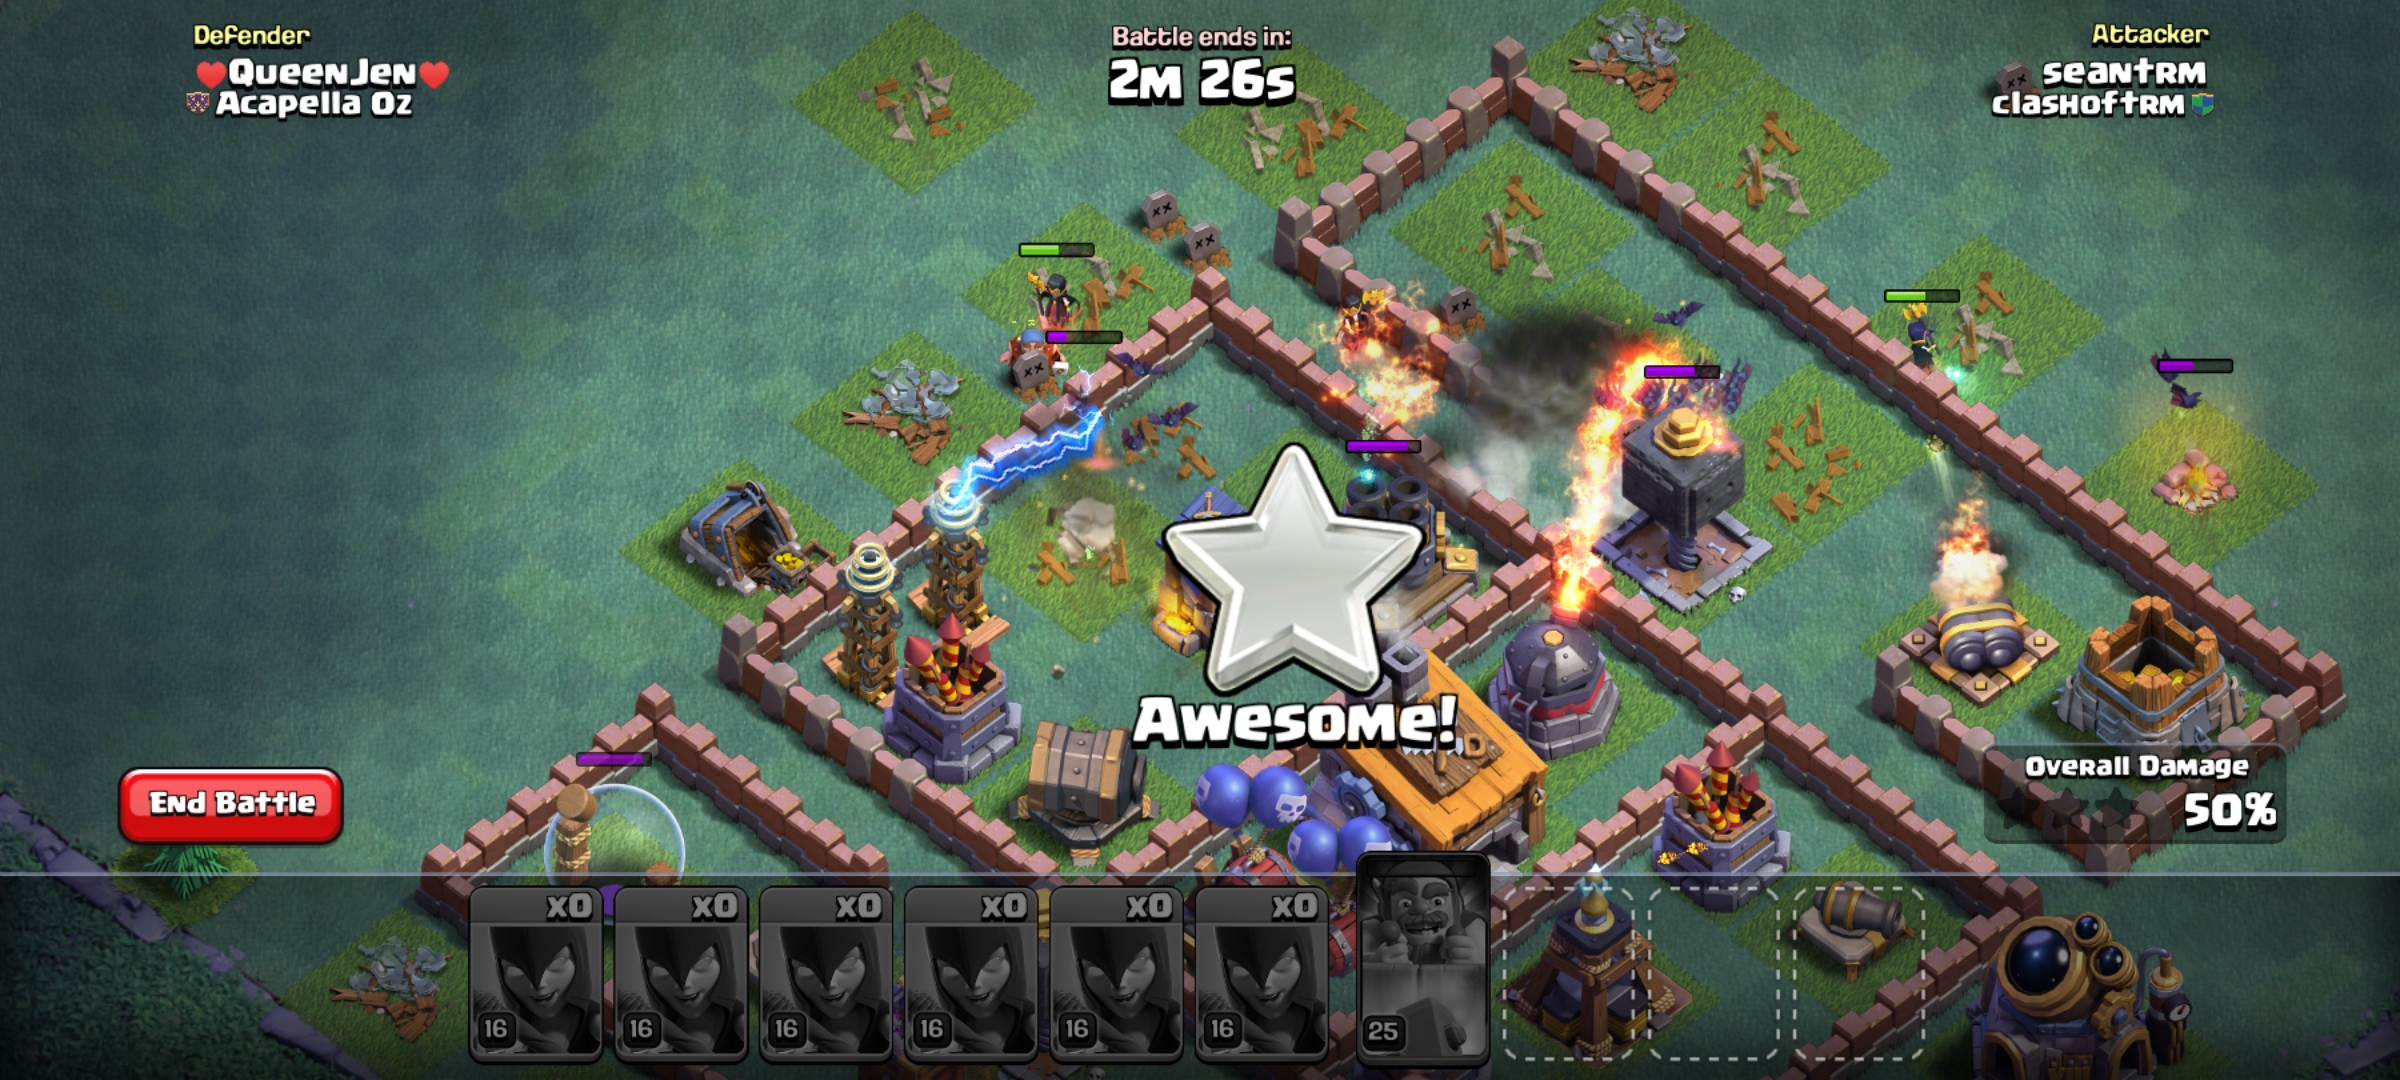 Defender
❤️QueenJen❤️
Acapella Oz
Battle ends in:
2M 26s
Attacker
seantrm
clashoftrm
Awesome!
End Battle
Overall Damage
50%
x0
x0
x0
x0
x0
x0
16
16
16
16
16
16
25